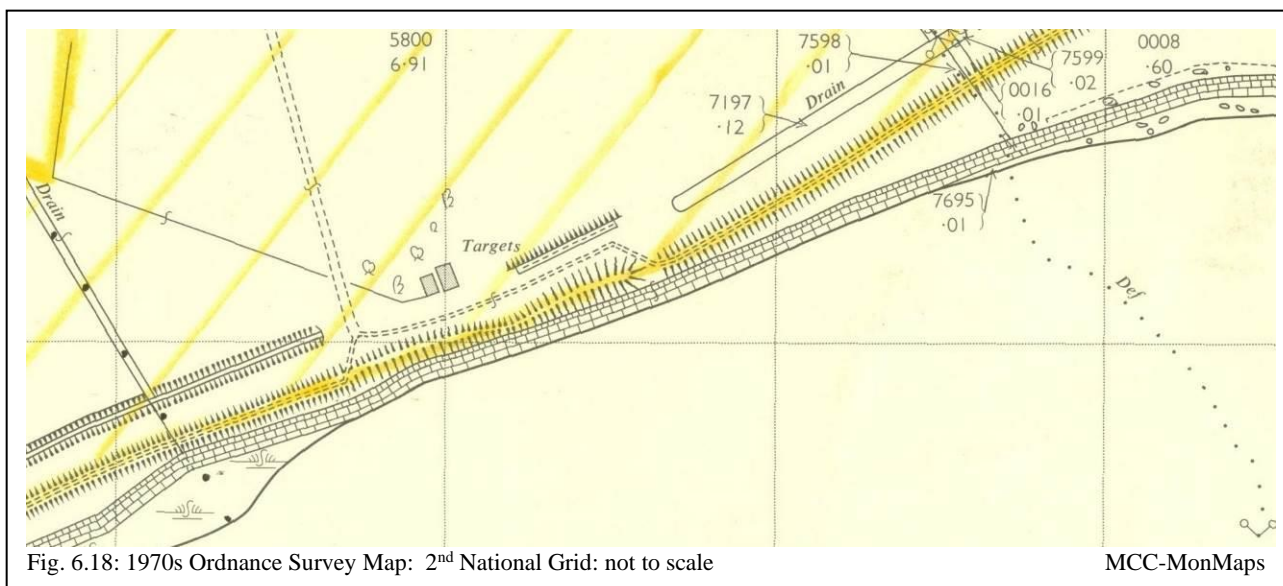 5800
6·91
7598
·01
7599
·02
0008
·60
0016
·01
7197
·12
Drain
Drain
Targets
7695
·01
Def
Fig. 6.18: 1970s Ordnance Survey Map: 2nd National Grid: not to scale MCC-MonMaps